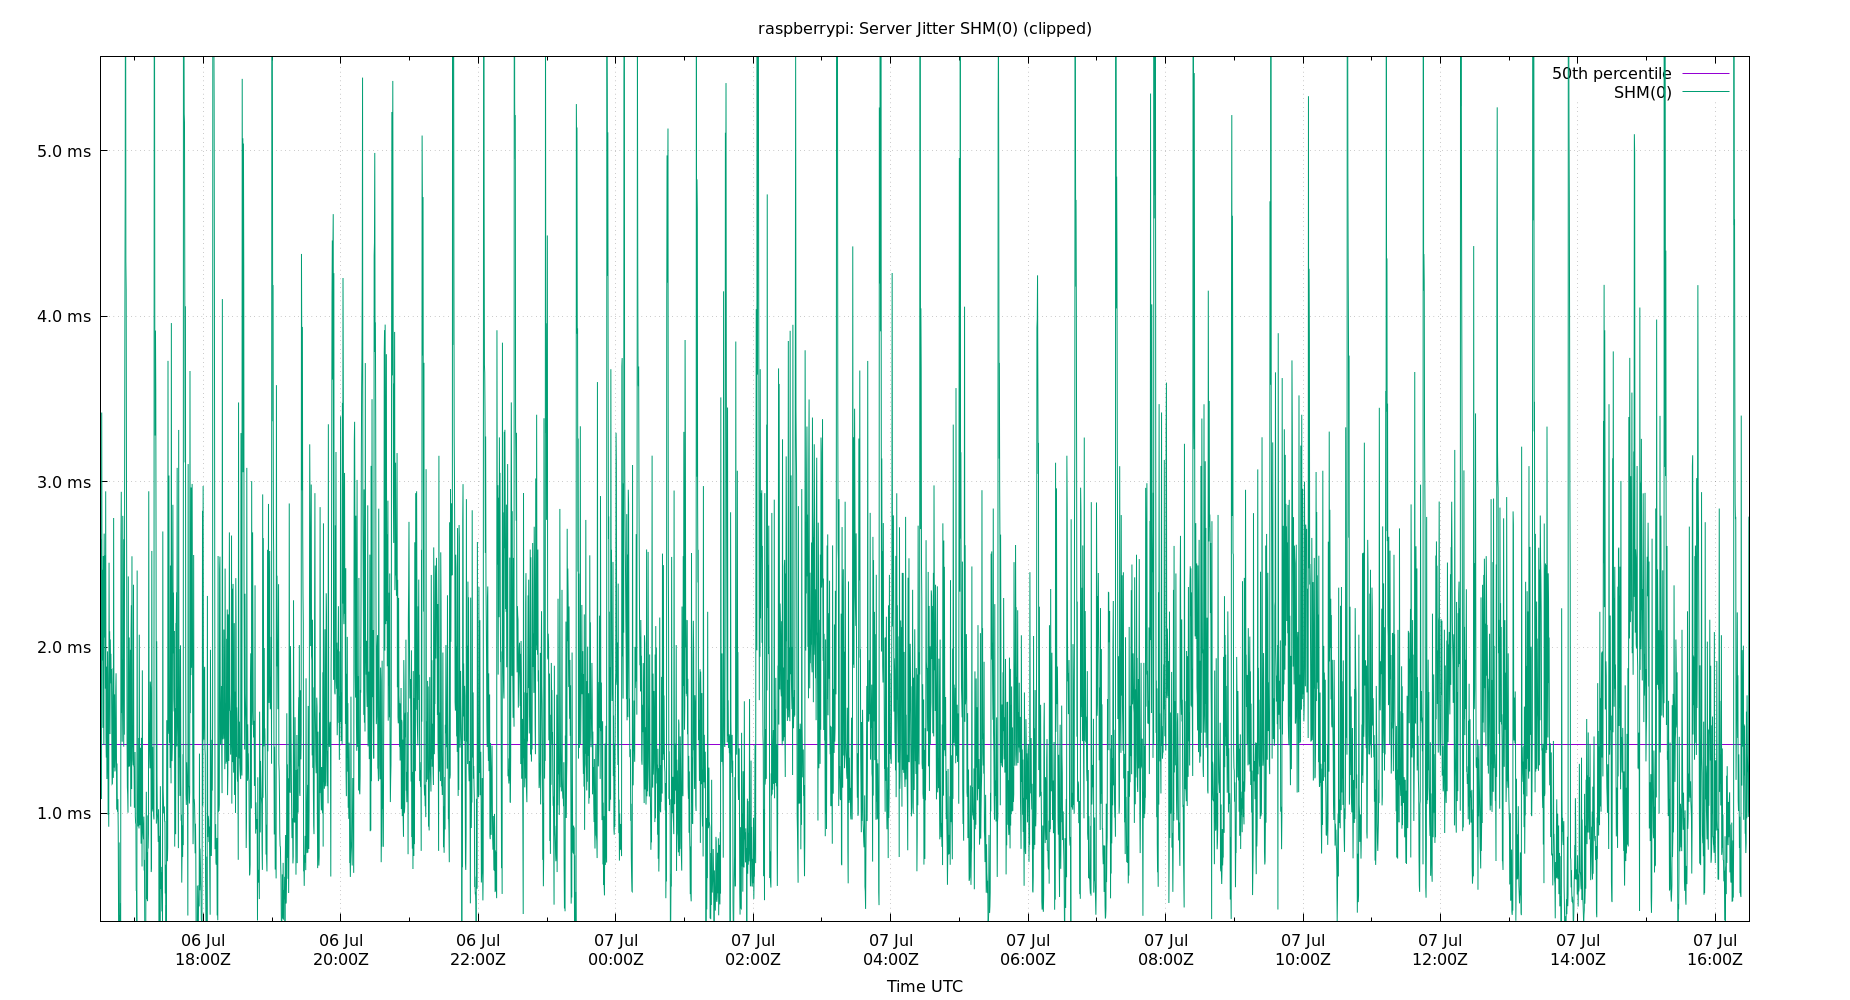 raspberrypi: Server Jitter SHM(0) (clipped)
50th percentile
SHM(0)
5.0 ms
4.0 ms
3.0 ms
2.0 ms
1.0 ms
06 Jul 06 Jul 06 Jul 07 Jul 07 Jul 07 Jul 07 Jul 07 Jul 07 Jul 07 Jul 07 Jul 07 Jul
18:00Z 20:00Z 22:00Z 00:00Z 02:00Z 04:00Z 06:00Z 08:00Z 10:00Z 12:00Z 14:00Z 16:00Z
Time UTC